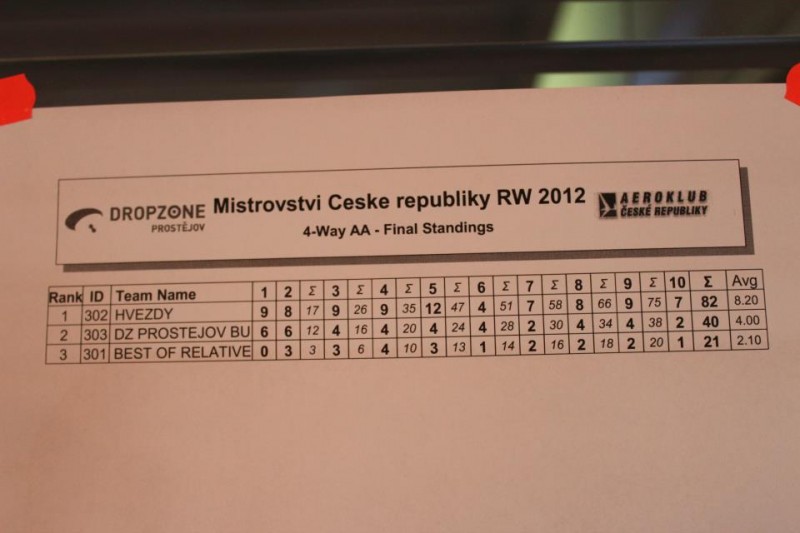 DROPZONE PROSTĚJOV Mistrovstvi Ceske republiky RW 2012 AEROKLUB ČESKÉ REPUBLIKY
4-Way AA - Final Standings
Rank ID Team Name 1 2 Σ 3 Σ 4 Σ 5 Σ 6 Σ 7 Σ 8 Σ 9 Σ 10 Σ Avg
1 302 HVEZDY 9 8 17 9 26 9 35 12 47 4 51 7 58 8 66 9 75 7 82 8.20
2 303 DZ PROSTEJOV BU 6 6 12 4 16 4 20 4 24 4 28 2 30 4 34 4 38 2 40 4.00
3 301 BEST OF RELATIVE 0 3 3 3 6 4 10 3 13 1 14 2 16 2 18 2 20 1 21 2.10